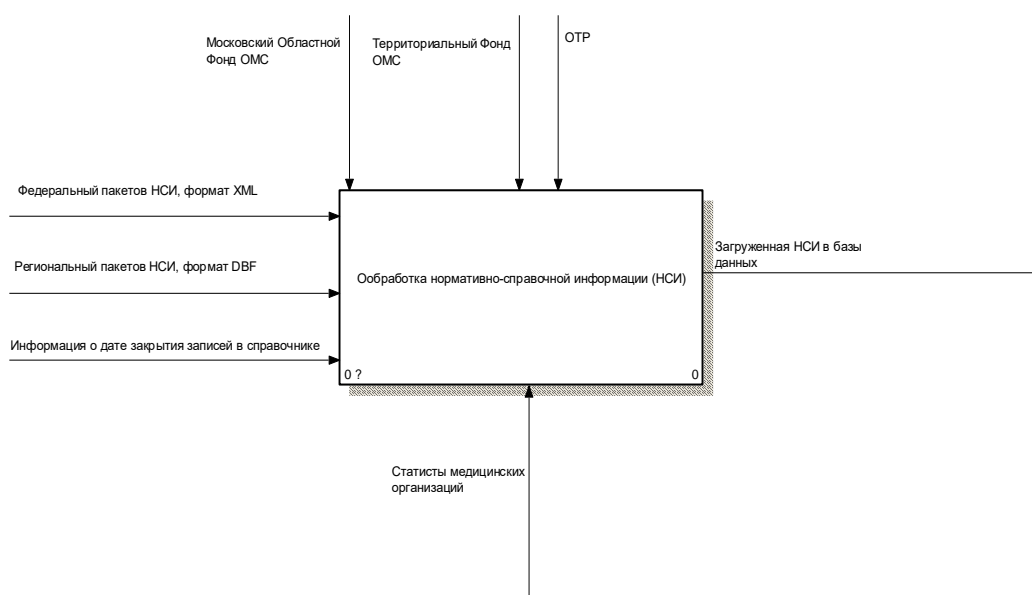 Московский Областной
Фонд ОМС
Территориальный Фонд
ОМС
ОТР
Федеральный пакетов НСИ, формат XML
Региональный пакетов НСИ, формат DBF
Информация о дате закрытия записей в справочнике
Ообработка нормативно-справочной информации (НСИ)
0 ?
0
Загруженная НСИ в базы
данных
Статисты медицинских
организаций